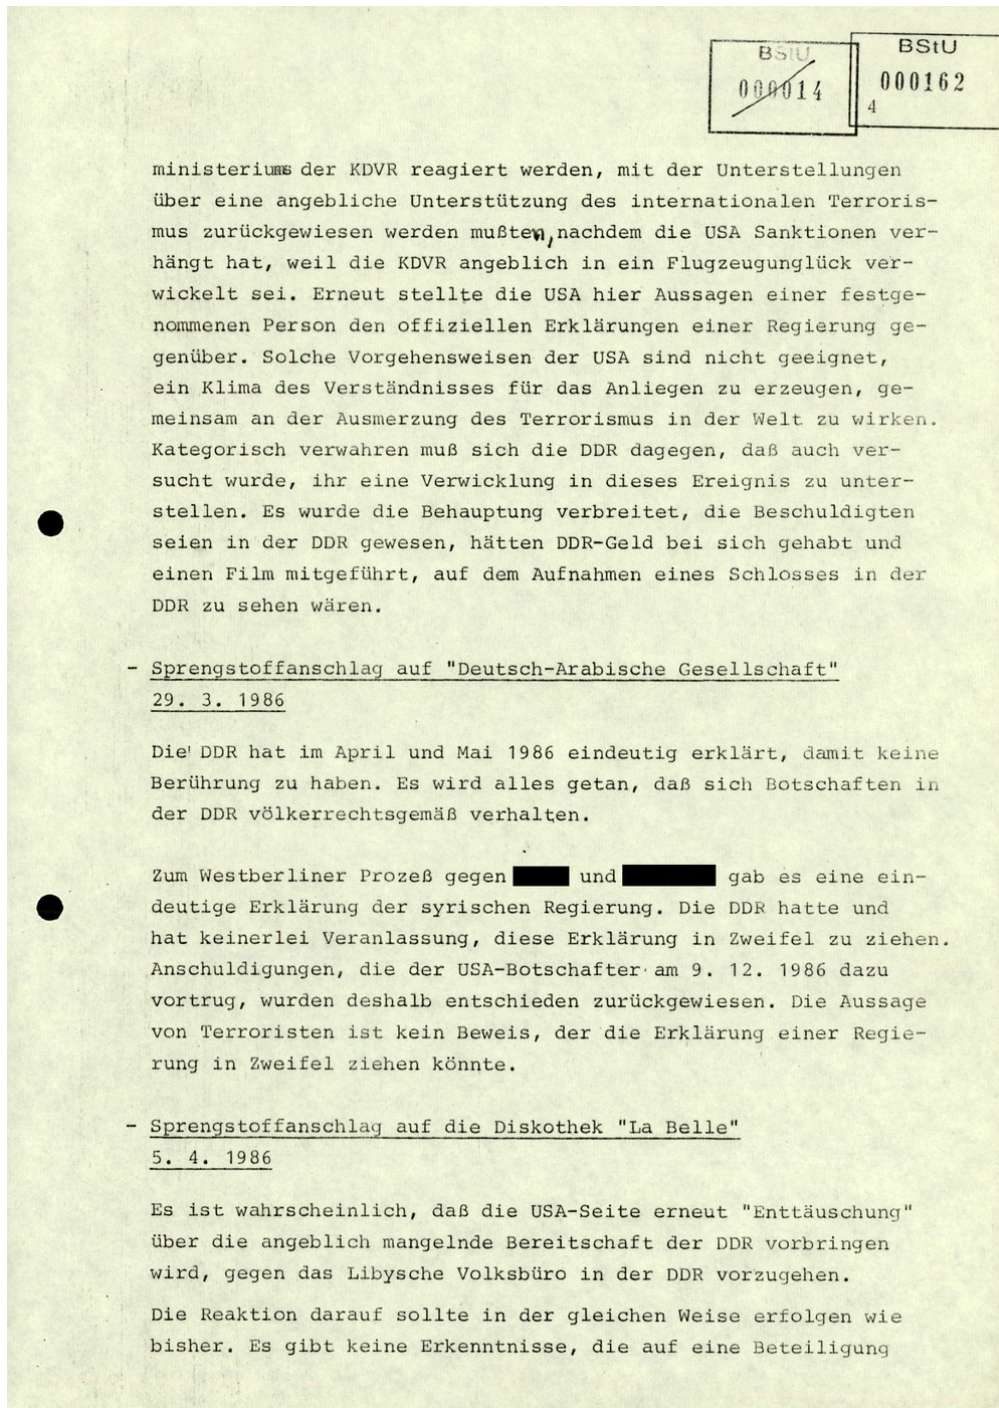 BStU
000014
BStU
000162
4
ministeriums der KDVR reagiert werden, mit der Unterstellungen
über eine angebliche Unterstützung des internationalen Terroris-
mus zurückgewiesen werden mußten, nachdem die USA Sanktionen ver-
hängt hat, weil die KDVR angeblich in ein Flugzeugunglück ver-
wickelt sei. Erneut stellte die USA hier Aussagen einer festge-
nommenen Person den offiziellen Erklärungen einer Regierung ge-
genüber. Solche Vorgehensweisen der USA sind nicht geeignet,
ein Klima des Verständnisses für das Anliegen zu erzeugen, ge-
meinsam an der Ausmerzung des Terrorismus in der Welt zu wirken.
Kategorisch verwahren muß sich die DDR dagegen, daß auch ver-
sucht wurde, ihr eine Verwicklung in dieses Ereignis zu unter-
stellen. Es wurde die Behauptung verbreitet, die Beschuldigten
seien in der DDR gewesen, hätten DDR-Geld bei sich gehabt und
einen Film mitgeführt, auf dem Aufnahmen eines Schlosses in der
DDR zu sehen wären.
- Sprengstoffanschlag auf "Deutsch-Arabische Gesellschaft"
29. 3. 1986
Die DDR hat im April und Mai 1986 eindeutig erklärt, damit keine
Berührung zu haben. Es wird alles getan, daß sich Botschaften in
der DDR völkerrechtsgemäß verhalten.
Zum Westberliner Prozeß gegen und gab es eine ein-
deutige Erklärung der syrischen Regierung. Die DDR hatte und
hat keinerlei Veranlassung, diese Erklärung in Zweifel zu ziehen.
Anschuldigungen, die der USA-Botschafter am 9. 12. 1986 dazu
vortrug, wurden deshalb entschieden zurückgewiesen. Die Aussage
von Terroristen ist kein Beweis, der die Erklärung einer Regie-
rung in Zweifel ziehen könnte.
- Sprengstoffanschlag auf die Diskothek "La Belle"
5. 4. 1986
Es ist wahrscheinlich, daß die USA-Seite erneut "Enttäuschung"
über die angeblich mangelnde Bereitschaft der DDR vorbringen
wird, gegen das Libysche Volksbüro in der DDR vorzugehen.
Die Reaktion darauf sollte in der gleichen Weise erfolgen wie
bisher. Es gibt keine Erkenntnisse, die auf eine Beteiligung